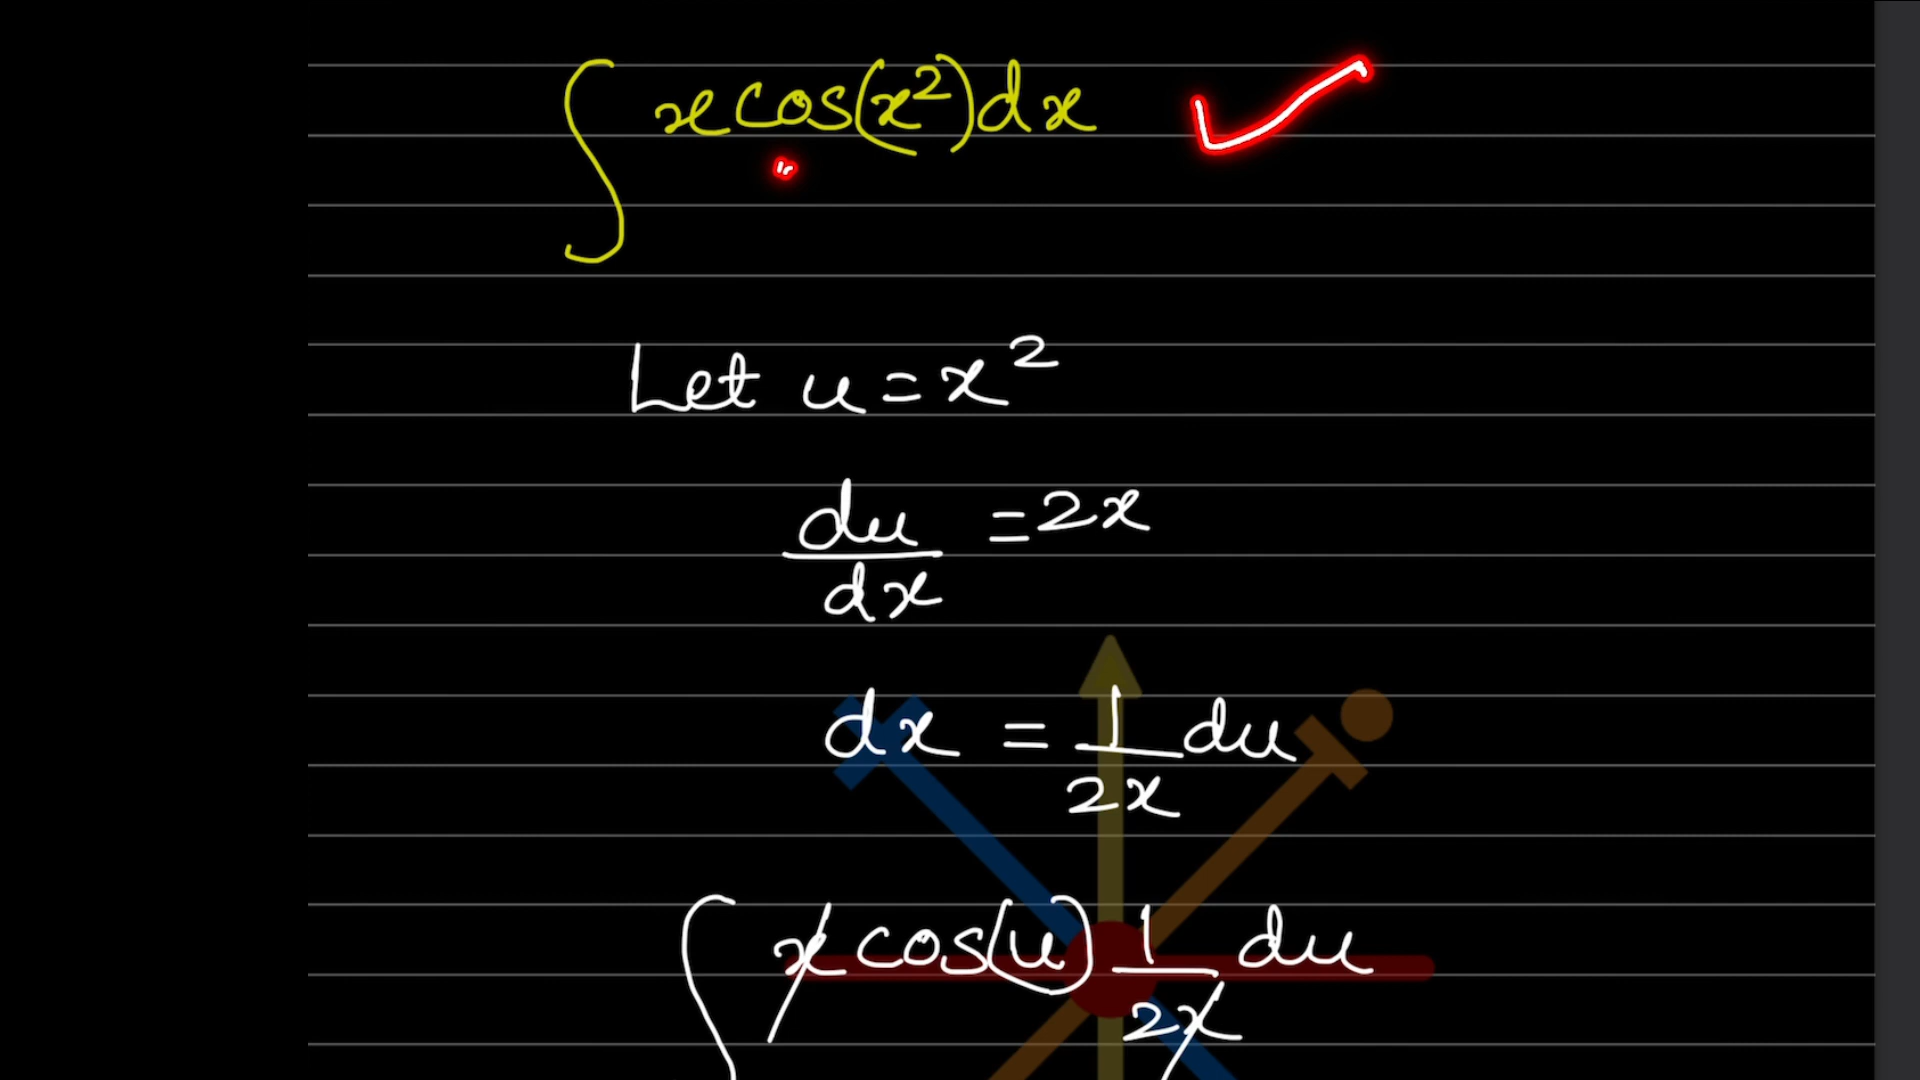 ∫ x cos(x²) dx
Let u = x²
du/dx = 2x
dx = 1/2x du
∫ x cos(u) 1/2x du